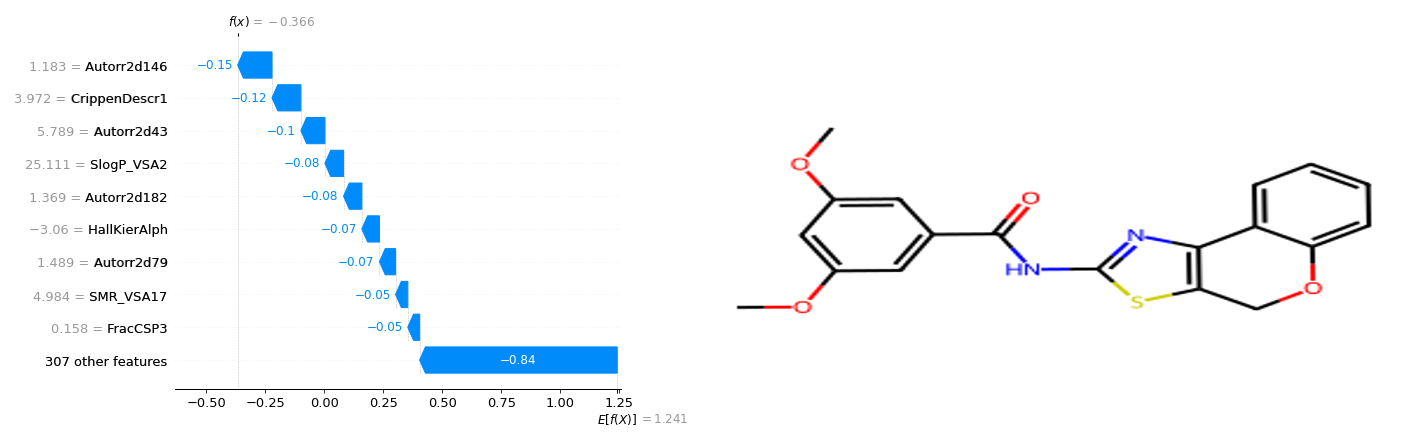 f(x) = −0.366
1.183 = Autorr2d146
−0.15
3.972 = CrippenDescr1
−0.12
5.789 = Autorr2d43
−0.1
25.111 = SlogP_VSA2
−0.08
1.369 = Autorr2d182
−0.08
−3.06 = HallKierAlph
−0.07
1.489 = Autorr2d79
−0.07
4.984 = SMR_VSA17
−0.05
0.158 = FracCSP3
−0.05
307 other features
−0.84
−0.50 −0.25 0.00 0.25 0.50 0.75 1.00 1.25
E[f(X)] = 1.241
O
O
O
HN
N
S
O